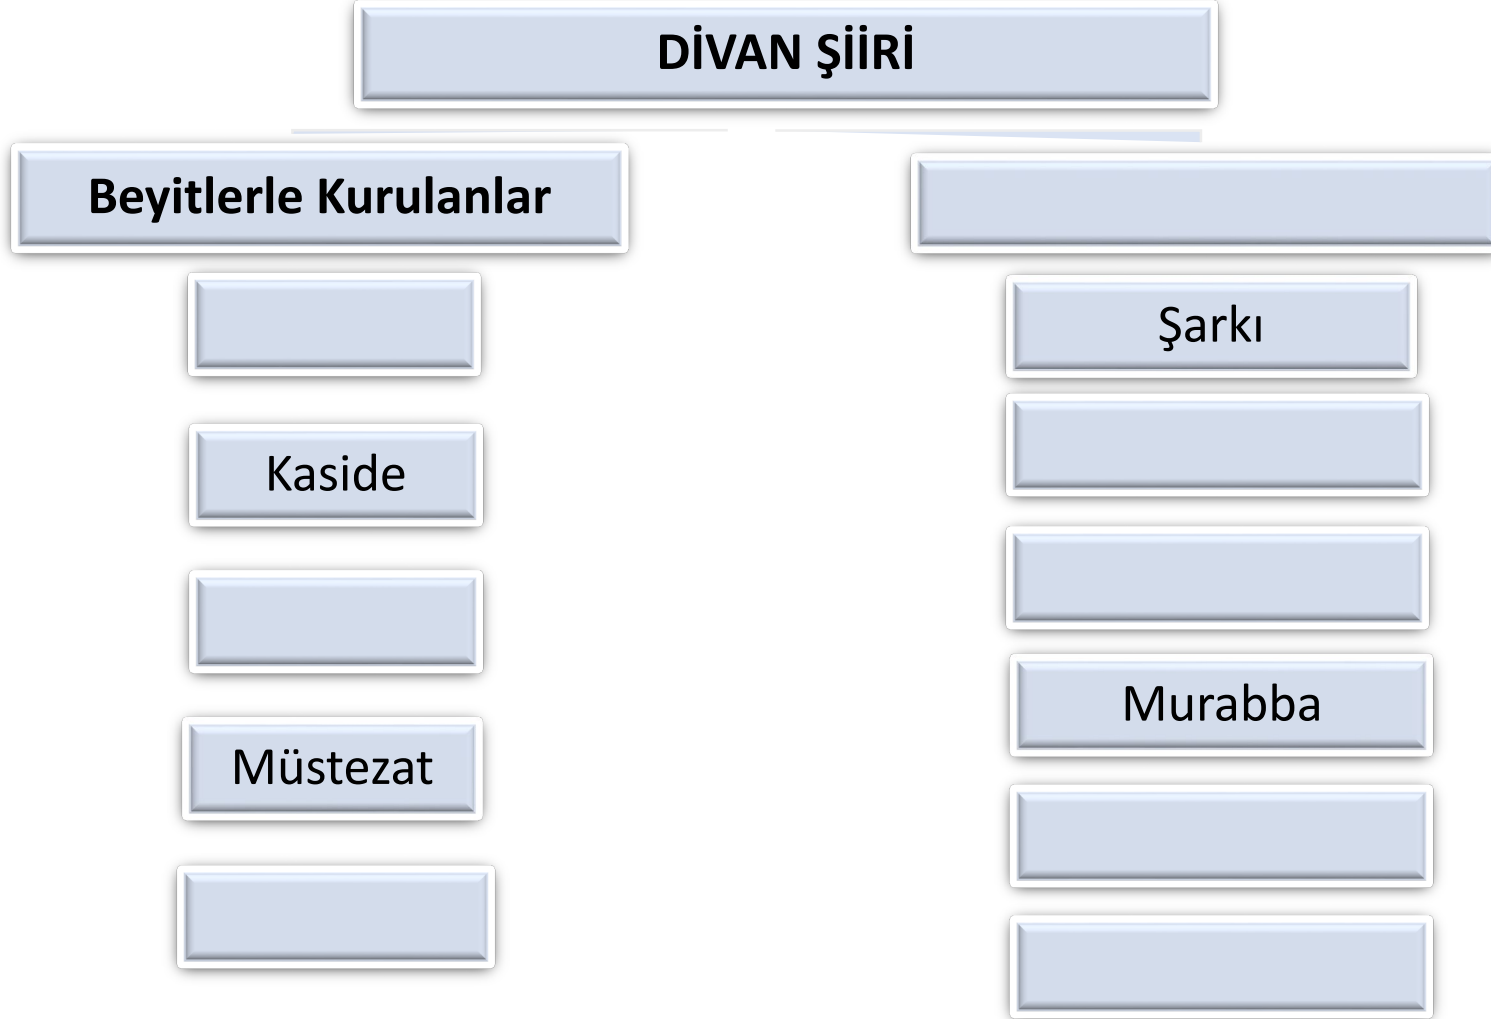 DİVAN ŞİİRİ
Beyitlerle Kurulanlar
Şarkı
Kaside
Murabba
Müstezat